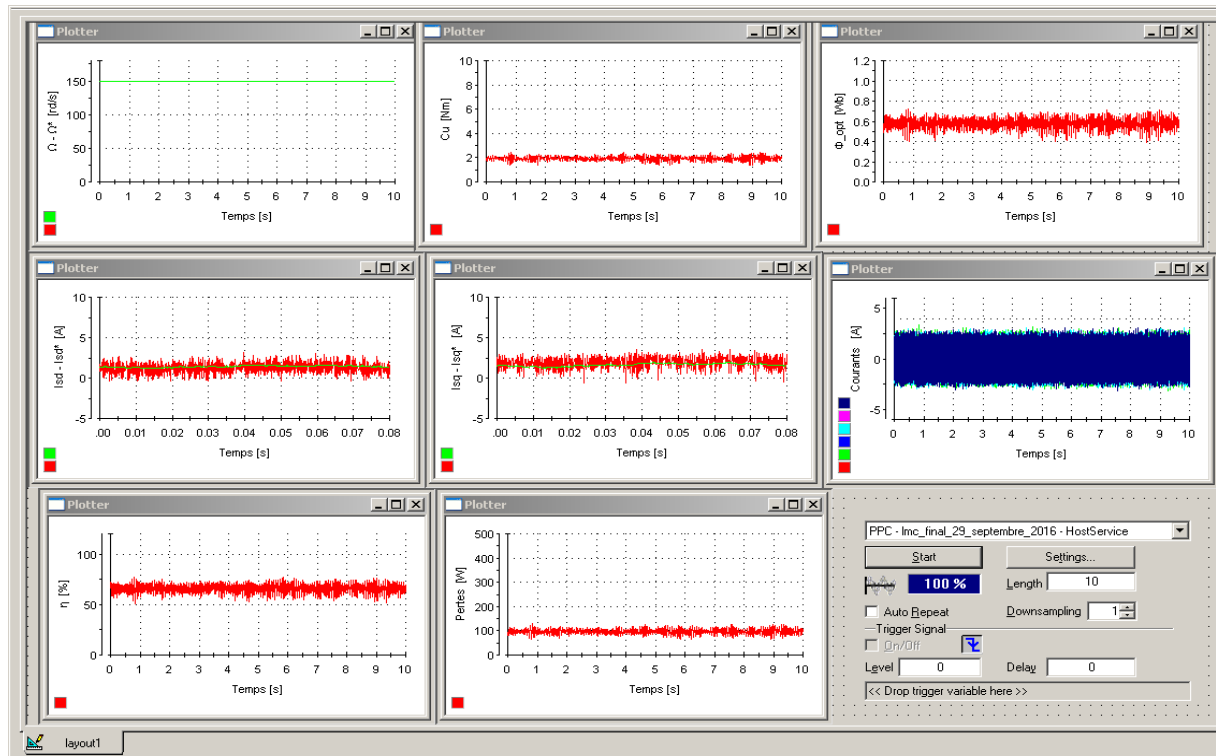 Plotter
Ω - Ω* [rd/s]
150
100
50
0
0 1 2 3 4 5 6 7 8 9 10
Temps [s]
Plotter
Cu [Nm]
10
8
6
4
2
0
0 1 2 3 4 5 6 7 8 9 10
Temps [s]
Plotter
Φ_opt [Wb]
1.2
1.0
0.8
0.6
0.4
0.2
0.0
0 1 2 3 4 5 6 7 8 9 10
Temps [s]
Plotter
Isd - Isd* [A]
10
5
0
-5
.00 0.01 0.02 0.03 0.04 0.05 0.06 0.07 0.08
Temps [s]
Plotter
Isq - Isq* [A]
10
5
0
-5
.00 0.01 0.02 0.03 0.04 0.05 0.06 0.07 0.08
Temps [s]
Plotter
Courants [A]
5
0
-5
0 1 2 3 4 5 6 7 8 9 10
Temps [s]
Plotter
η [%]
100
50
0
0 1 2 3 4 5 6 7 8 9 10
Temps [s]
Plotter
Pertes [W]
500
400
300
200
100
0
0 1 2 3 4 5 6 7 8 9 10
Temps [s]
PPC - lmc_final_29_septembre_2016 - HostService
Start Settings...
100 % Length 10
Auto Repeat Downsampling 1
Trigger Signal
On/Off
Level 0 Delay 0
<< Drop trigger variable here >>
layout1